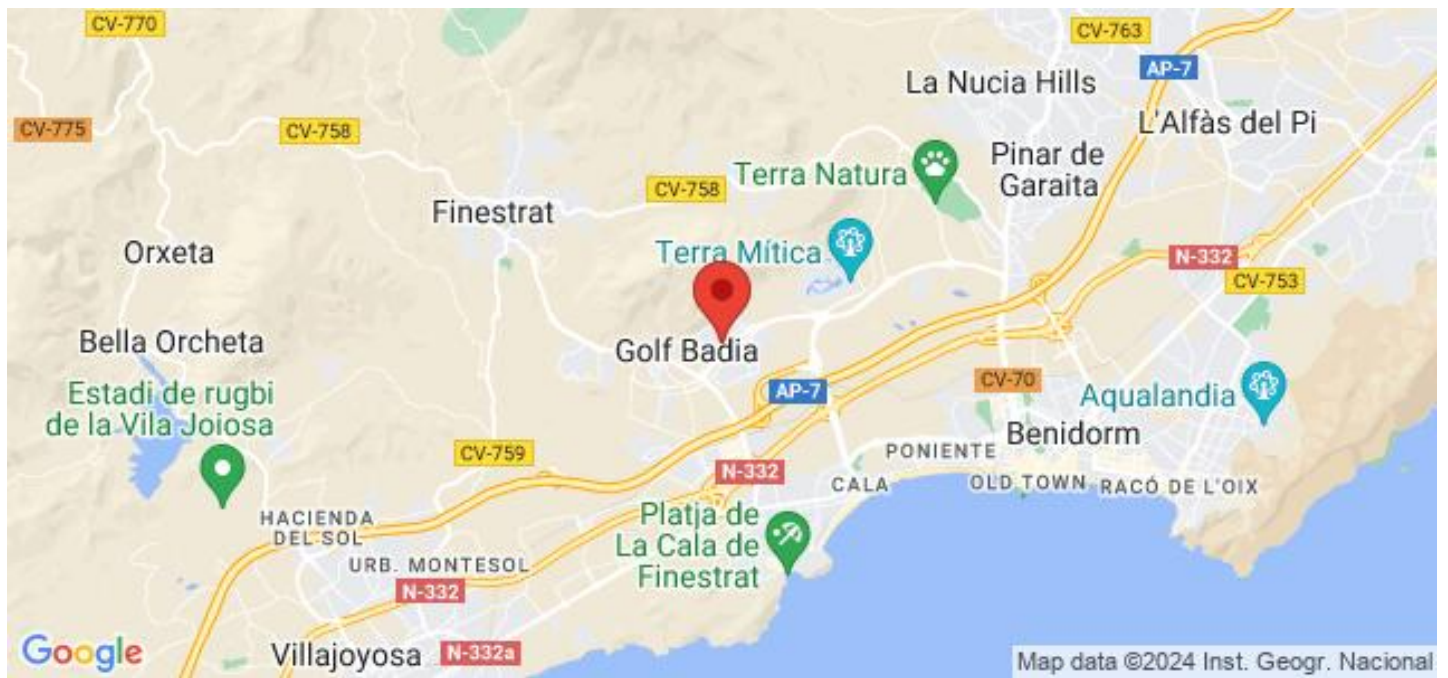 CV-770
CV-763
AP-7
La Nucia Hills
L'Alfàs del Pi
CV-775
CV-758
Pinar de
Garaita
Terra Natura
CV-758
Finestrat
Orxeta
Terra Mítica
N-332
CV-753
Bella Orcheta
Golf Badia
Estadi de rugbi
de la Vila Joiosa
AP-7
CV-70
Aqualandia
Benidorm
CV-759
PONIENTE
N-332
CALA
OLD TOWN
RACÓ DE L'OIX
HACIENDA
DEL SOL
Platja de
La Cala de
Finestrat
URB. MONTESOL
N-332
Villajoyosa
N-332a
Google
Map data ©2024 Inst. Geogr. Nacional